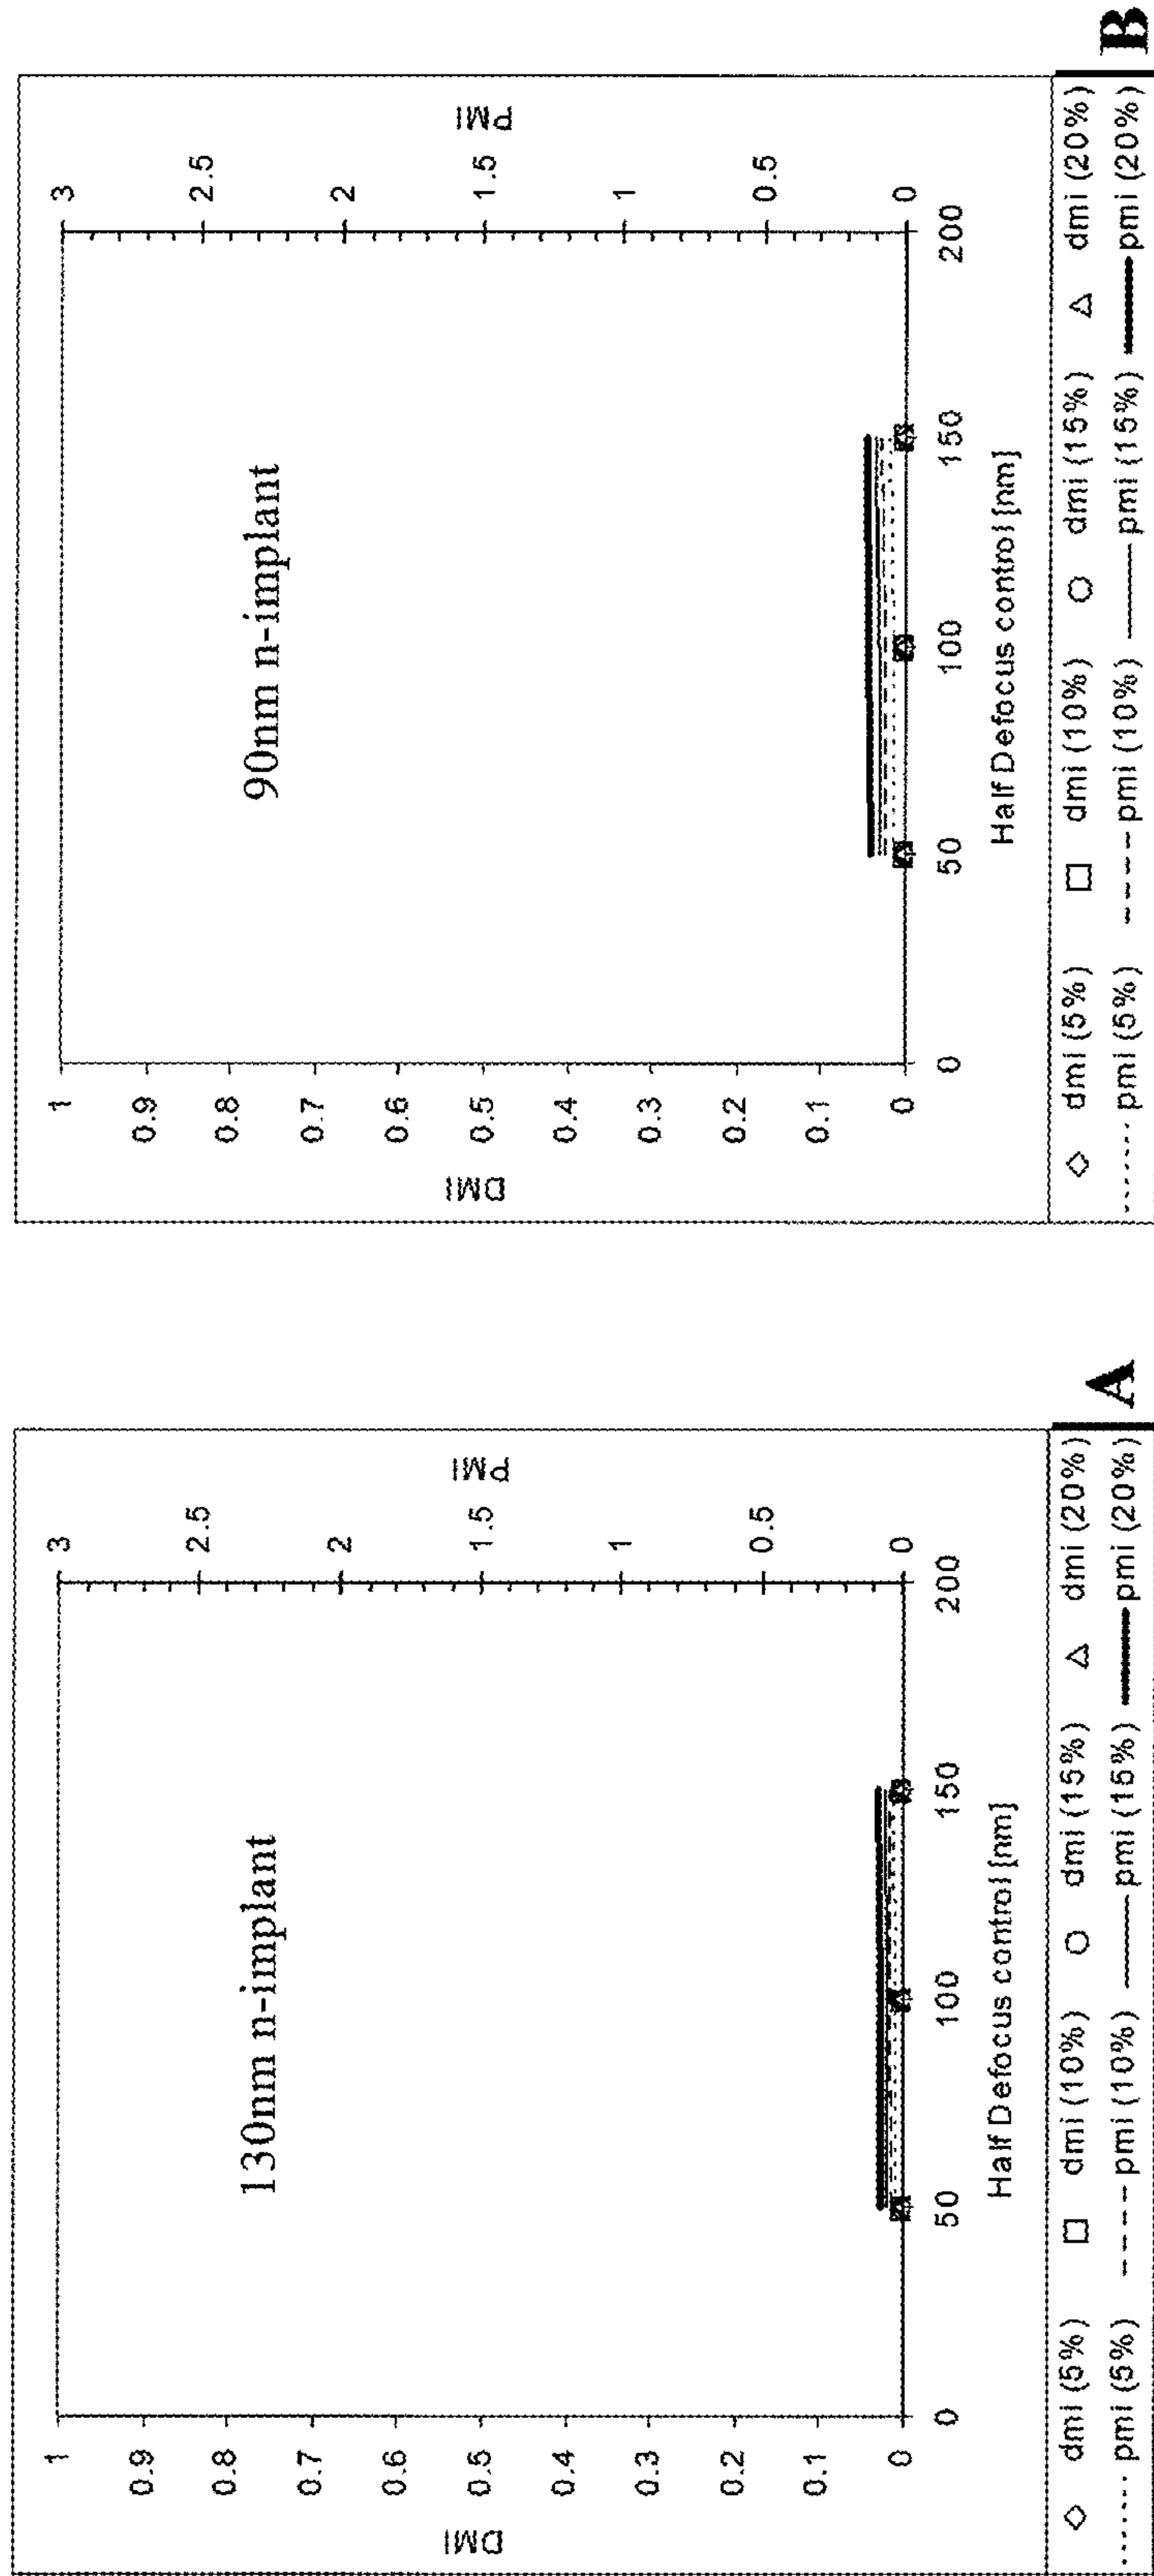 130nm n-implant
DMI
1
0.9
0.8
0.7
0.6
0.5
0.4
0.3
0.2
0.1
0
PMI
3
2.5
2
1.5
1
0.5
0
0 50 100 150 200
Half Defocus control [nm]
dmi (5%) dmi (10%) dmi (15%) dmi (20%)
pmi (5%) pmi (10%) pmi (15%) pmi (20%)
A
90nm n-implant
DMI
1
0.9
0.8
0.7
0.6
0.5
0.4
0.3
0.2
0.1
0
PMI
3
2.5
2
1.5
1
0.5
0
0 50 100 150 200
Half Defocus control [nm]
dmi (5%) dmi (10%) dmi (15%) dmi (20%)
pmi (5%) pmi (10%) pmi (15%) pmi (20%)
B